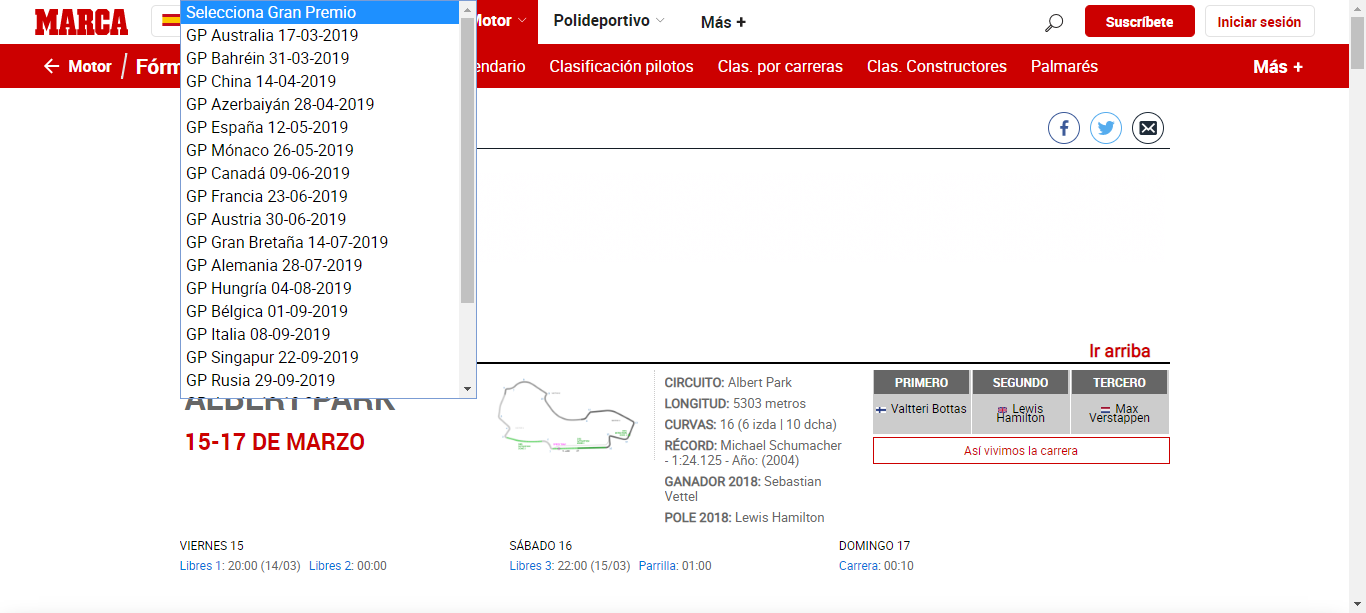 MARCA
Motor
Polideportivo
Más +
Suscríbete
Iniciar sesión
Motor / Fórm
endario
Clasificación pilotos
Clas. por carreras
Clas. Constructores
Palmarés
Más +
Selecciona Gran Premio
GP Australia 17-03-2019
GP Bahréin 31-03-2019
GP China 14-04-2019
GP Azerbaiyán 28-04-2019
GP España 12-05-2019
GP Mónaco 26-05-2019
GP Canadá 09-06-2019
GP Francia 23-06-2019
GP Austria 30-06-2019
GP Gran Bretaña 14-07-2019
GP Alemania 28-07-2019
GP Hungría 04-08-2019
GP Bélgica 01-09-2019
GP Italia 08-09-2019
GP Singapur 22-09-2019
GP Rusia 29-09-2019
Ir arriba
ALBERT PARK
15-17 DE MARZO
CIRCUITO: Albert Park
LONGITUD: 5303 metros
CURVAS: 16 (6 izda | 10 dcha)
RÉCORD: Michael Schumacher
- 1:24.125 - Año: (2004)
GANADOR 2018: Sebastian
Vettel
POLE 2018: Lewis Hamilton
PRIMERO
SEGUNDO
TERCERO
Valtteri Bottas
Lewis
Hamilton
Max
Verstappen
Así vivimos la carrera
VIERNES 15
Libres 1: 20:00 (14/03) Libres 2: 00:00
SÁBADO 16
Libres 3: 22:00 (15/03) Parrilla: 01:00
DOMINGO 17
Carrera: 00:10